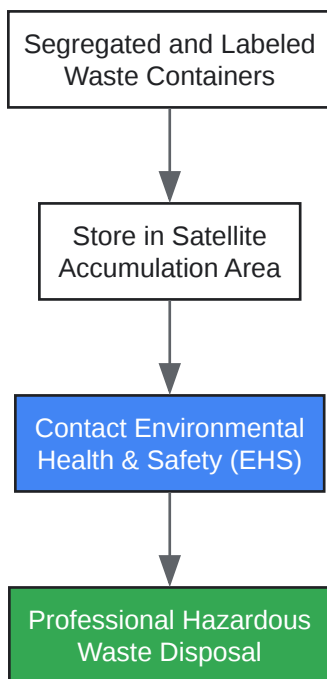 Segregated and Labeled
Waste Containers
Store in Satellite
Accumulation Area
Contact Environmental
Health & Safety (EHS)
Professional Hazardous
Waste Disposal